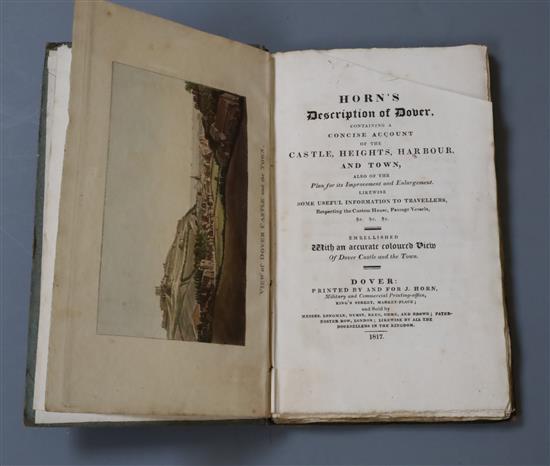 VIEW of DOVER CASTLE and the TOWN.
HORN'S
Description of Dover,
CONTAINING A
CONCISE ACCOUNT
OF THE
CASTLE, HEIGHTS, HARBOUR,
AND TOWN,
ALSO OF THE
Plan for its Improvement and Enlargement.
LIKEWISE
SOME USEFUL INFORMATION TO TRAVELLERS,
Respecting the Custom House, Passage Vessels,
&c. &c. &c.
EMBELLISHED
With an accurate coloured View
Of Dover Castle and the Town.
DOVER:
PRINTED BY AND FOR J. HORN,
Military and Commercial Printing-office,
KING'S STREET, MARKET-PLACE;
and Sold by
MESSRS. LONGMAN, HURST, REES, ORME, AND BROWN; PATER-
NOSTER ROW, LONDON; LIKEWISE BY ALL THE
BOOKSELLERS IN THE KINGDOM.
1817.